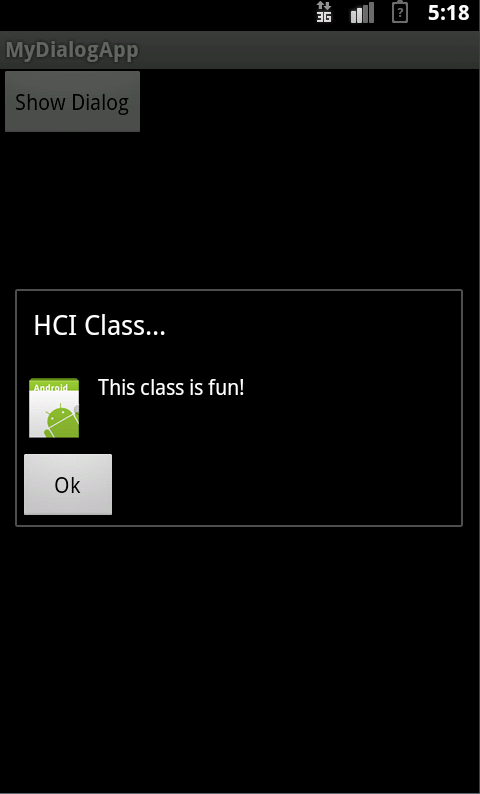 3G ? 5:18
MyDialogApp
Show Dialog
HCI Class...
Android
This class is fun!
Ok